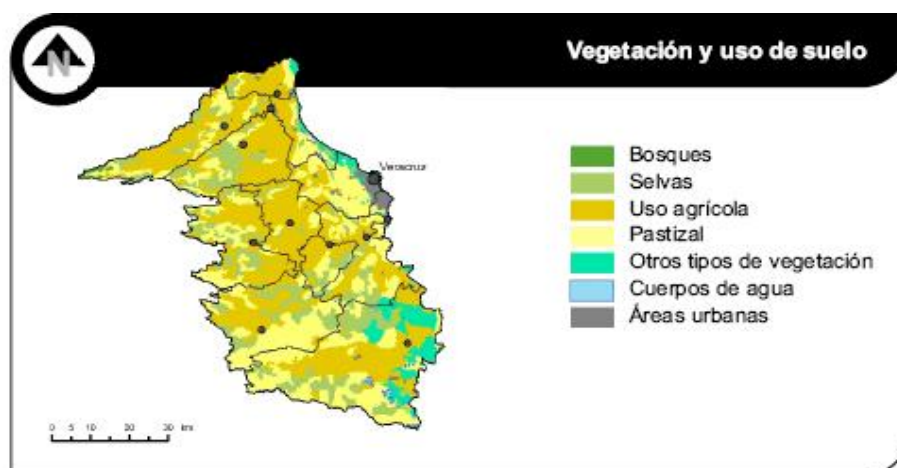 N
Vegetación y uso de suelo
Veracruz
Bosques
Selvas
Uso agrícola
Pastizal
Otros tipos de vegetación
Cuerpos de agua
Áreas urbanas
0 5 10 20 30 km